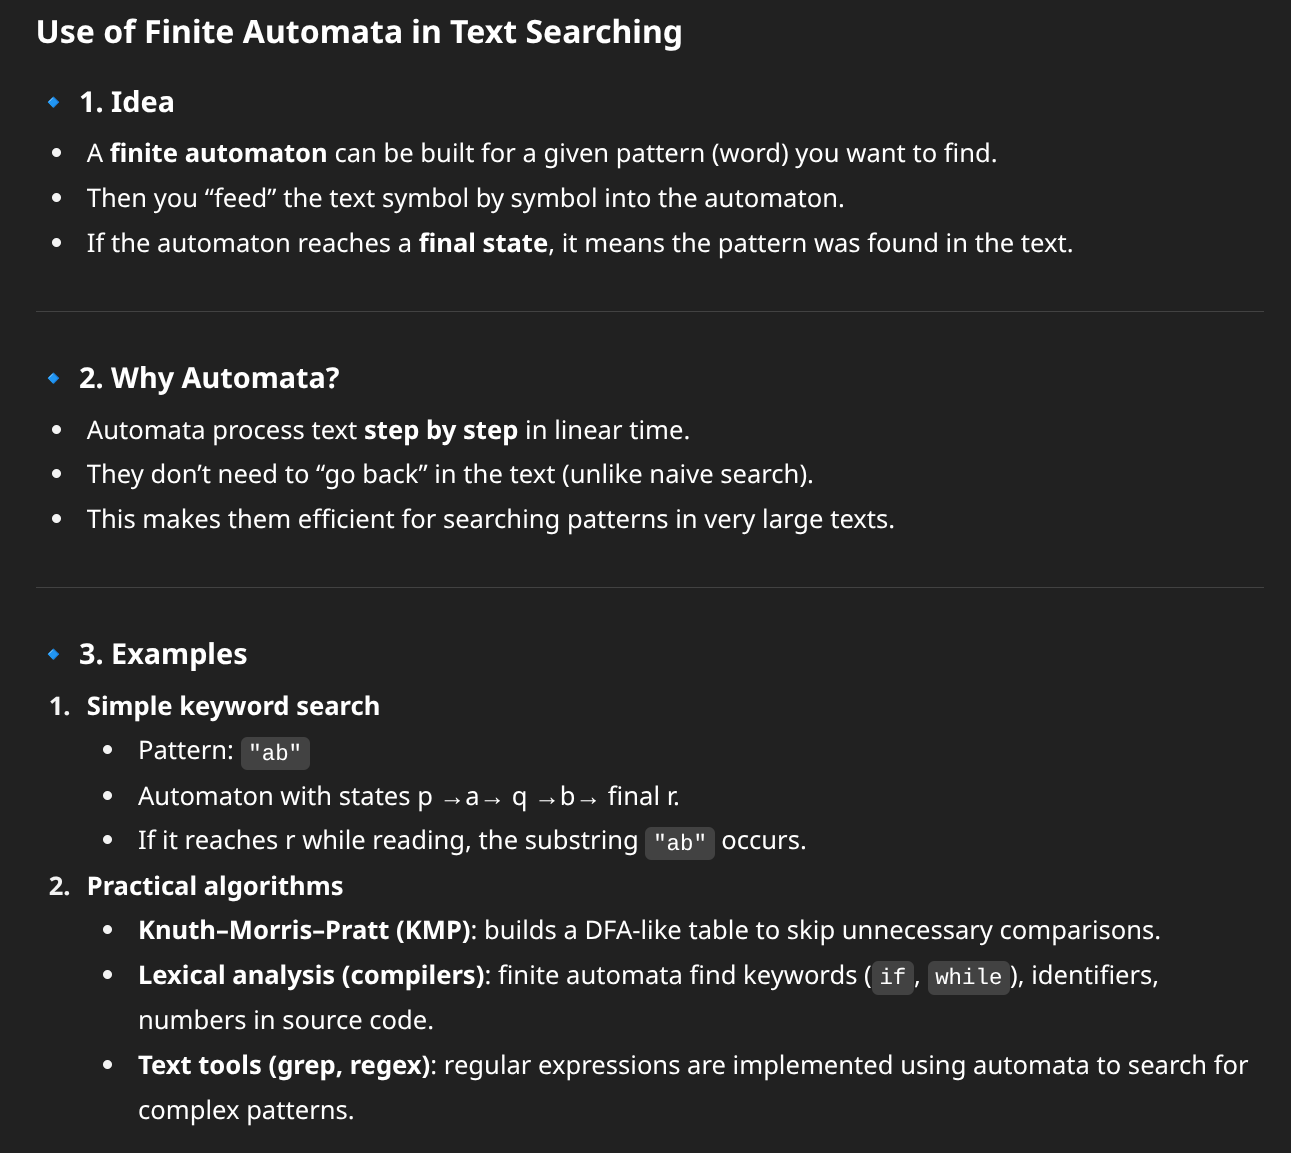 Use of Finite Automata in Text Searching
🔹 1. Idea
• A finite automaton can be built for a given pattern (word) you want to find.
• Then you “feed” the text symbol by symbol into the automaton.
• If the automaton reaches a final state, it means the pattern was found in the text.
🔹 2. Why Automata?
• Automata process text step by step in linear time.
• They don’t need to “go back” in the text (unlike naive search).
• This makes them efficient for searching patterns in very large texts.
🔹 3. Examples
1. Simple keyword search
• Pattern: "ab"
• Automaton with states p →a→ q →b→ final r.
• If it reaches r while reading, the substring "ab" occurs.
2. Practical algorithms
• Knuth–Morris–Pratt (KMP): builds a DFA-like table to skip unnecessary comparisons.
• Lexical analysis (compilers): finite automata find keywords (if, while), identifiers,
numbers in source code.
• Text tools (grep, regex): regular expressions are implemented using automata to search for
complex patterns.